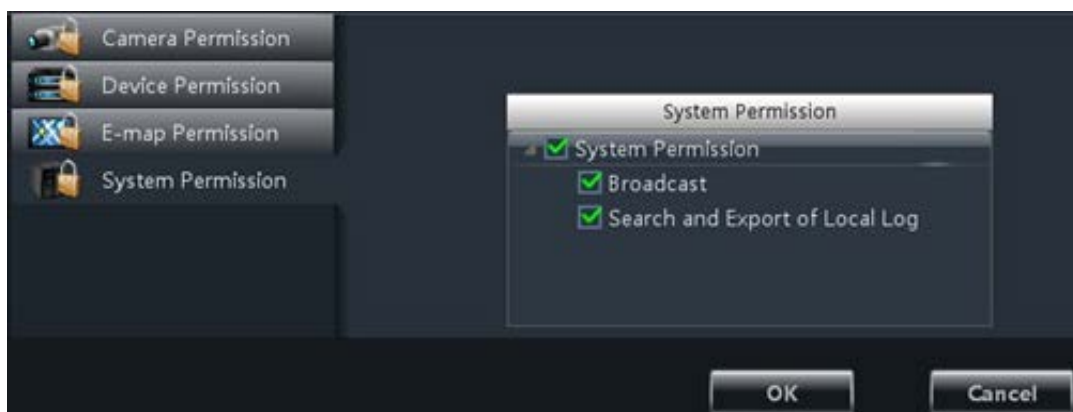 Camera Permission
Device Permission
E-map Permission
System Permission
System Permission
System Permission
Broadcast
Search and Export of Local Log
OK
Cancel